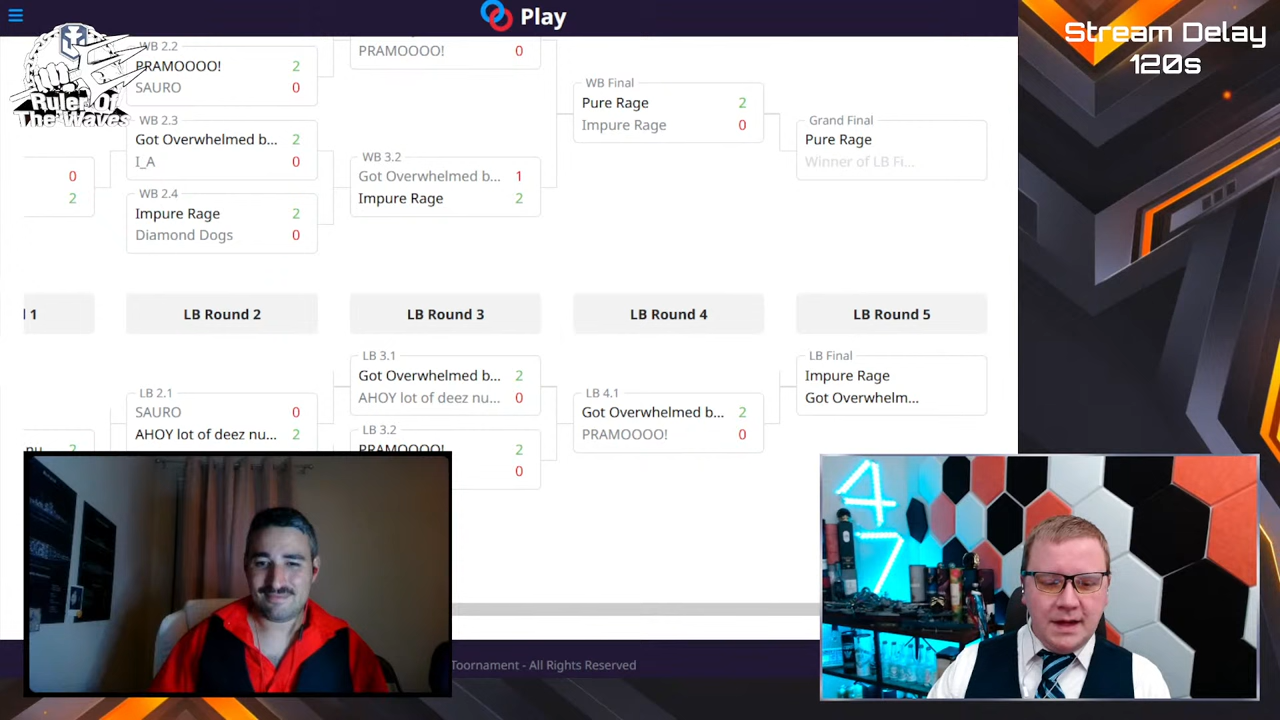 Play
Stream Delay
120s
Ruler Of
The Waves
WB 2.2
PRAMOOOO! 2
SAURO 0
WB 2.3
Got Overwhelmed b... 2
I_A 0
WB 2.4
Impure Rage 2
Diamond Dogs 0
0
2
PRAMOOOO! 0
WB 3.2
Got Overwhelmed b... 1
Impure Rage 2
WB Final
Pure Rage 2
Impure Rage 0
Grand Final
Pure Rage
Winner of LB Fi...
1
LB Round 2
LB Round 3
LB Round 4
LB Round 5
LB 2.1
SAURO 0
AHOY lot of deez nu... 2
2
LB 3.1
Got Overwhelmed b... 2
AHOY lot of deez nu... 0
LB 3.2
PRAMOOOO! 2
0
LB 4.1
Got Overwhelmed b... 2
PRAMOOOO! 0
LB Final
Impure Rage
Got Overwhelm...
47
Toornament - All Rights Reserved